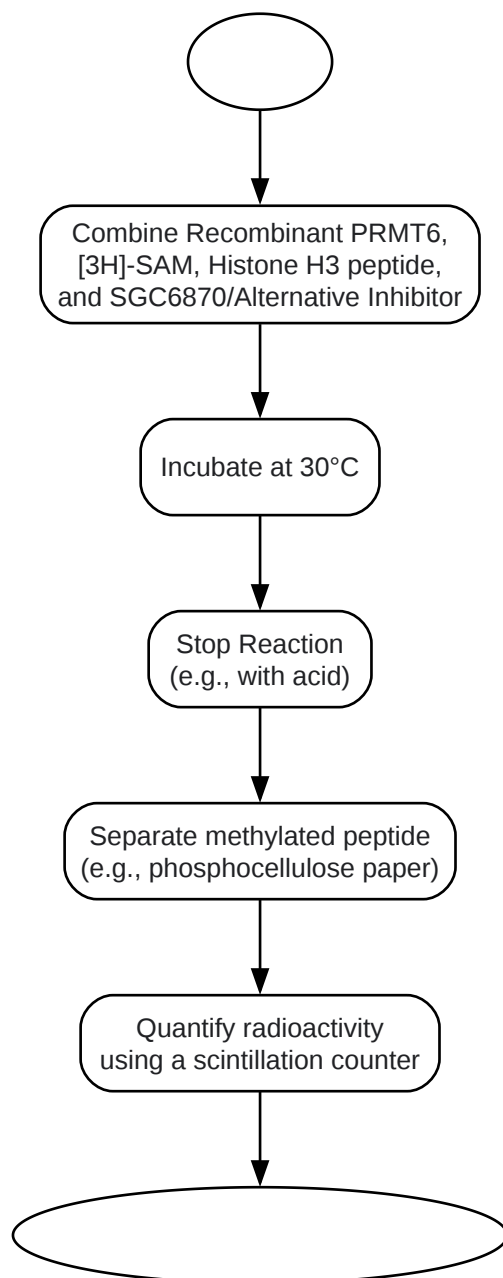 Combine Recombinant PRMT6,
[3H]-SAM, Histone H3 peptide,
and SGC6870/Alternative Inhibitor
Incubate at 30°C
Stop Reaction
(e.g., with acid)
Separate methylated peptide
(e.g., phosphocellulose paper)
Quantify radioactivity
using a scintillation counter